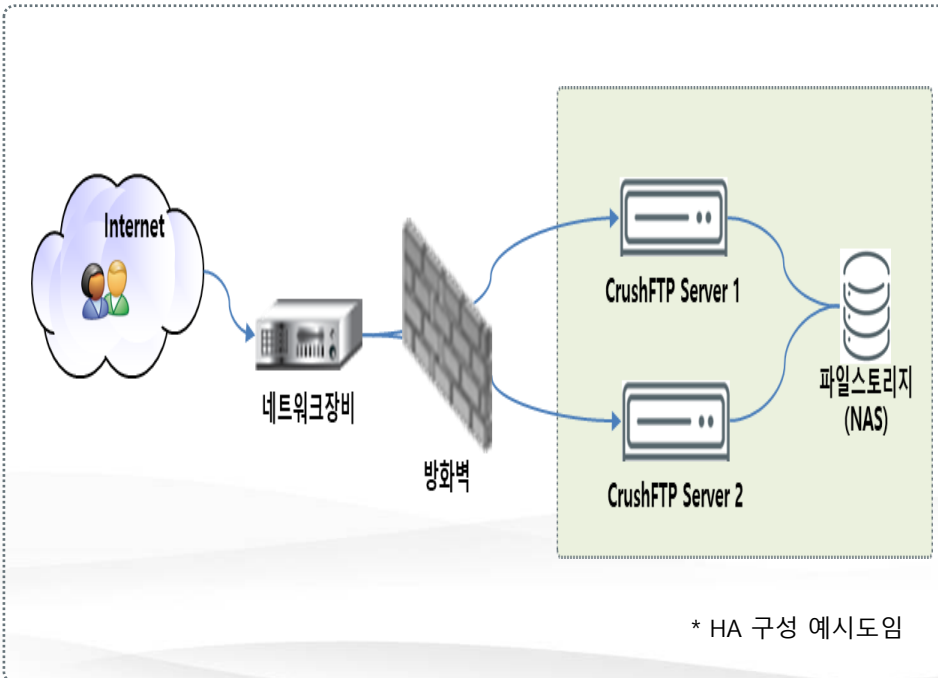 Internet
네트워크장비
방화벽
CrushFTP Server 1
CrushFTP Server 2
파일스토리지
(NAS)
* HA 구성 예시도임